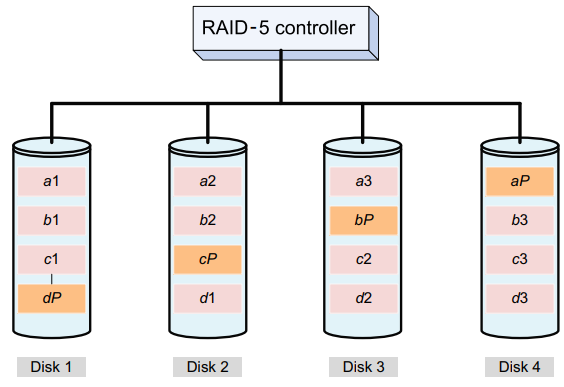 RAID-5 controller
a1 a2 a3 aP
b1 b2 bP b3
c1 cP c2 c3
dP d1 d2 d3
Disk 1 Disk 2 Disk 3 Disk 4